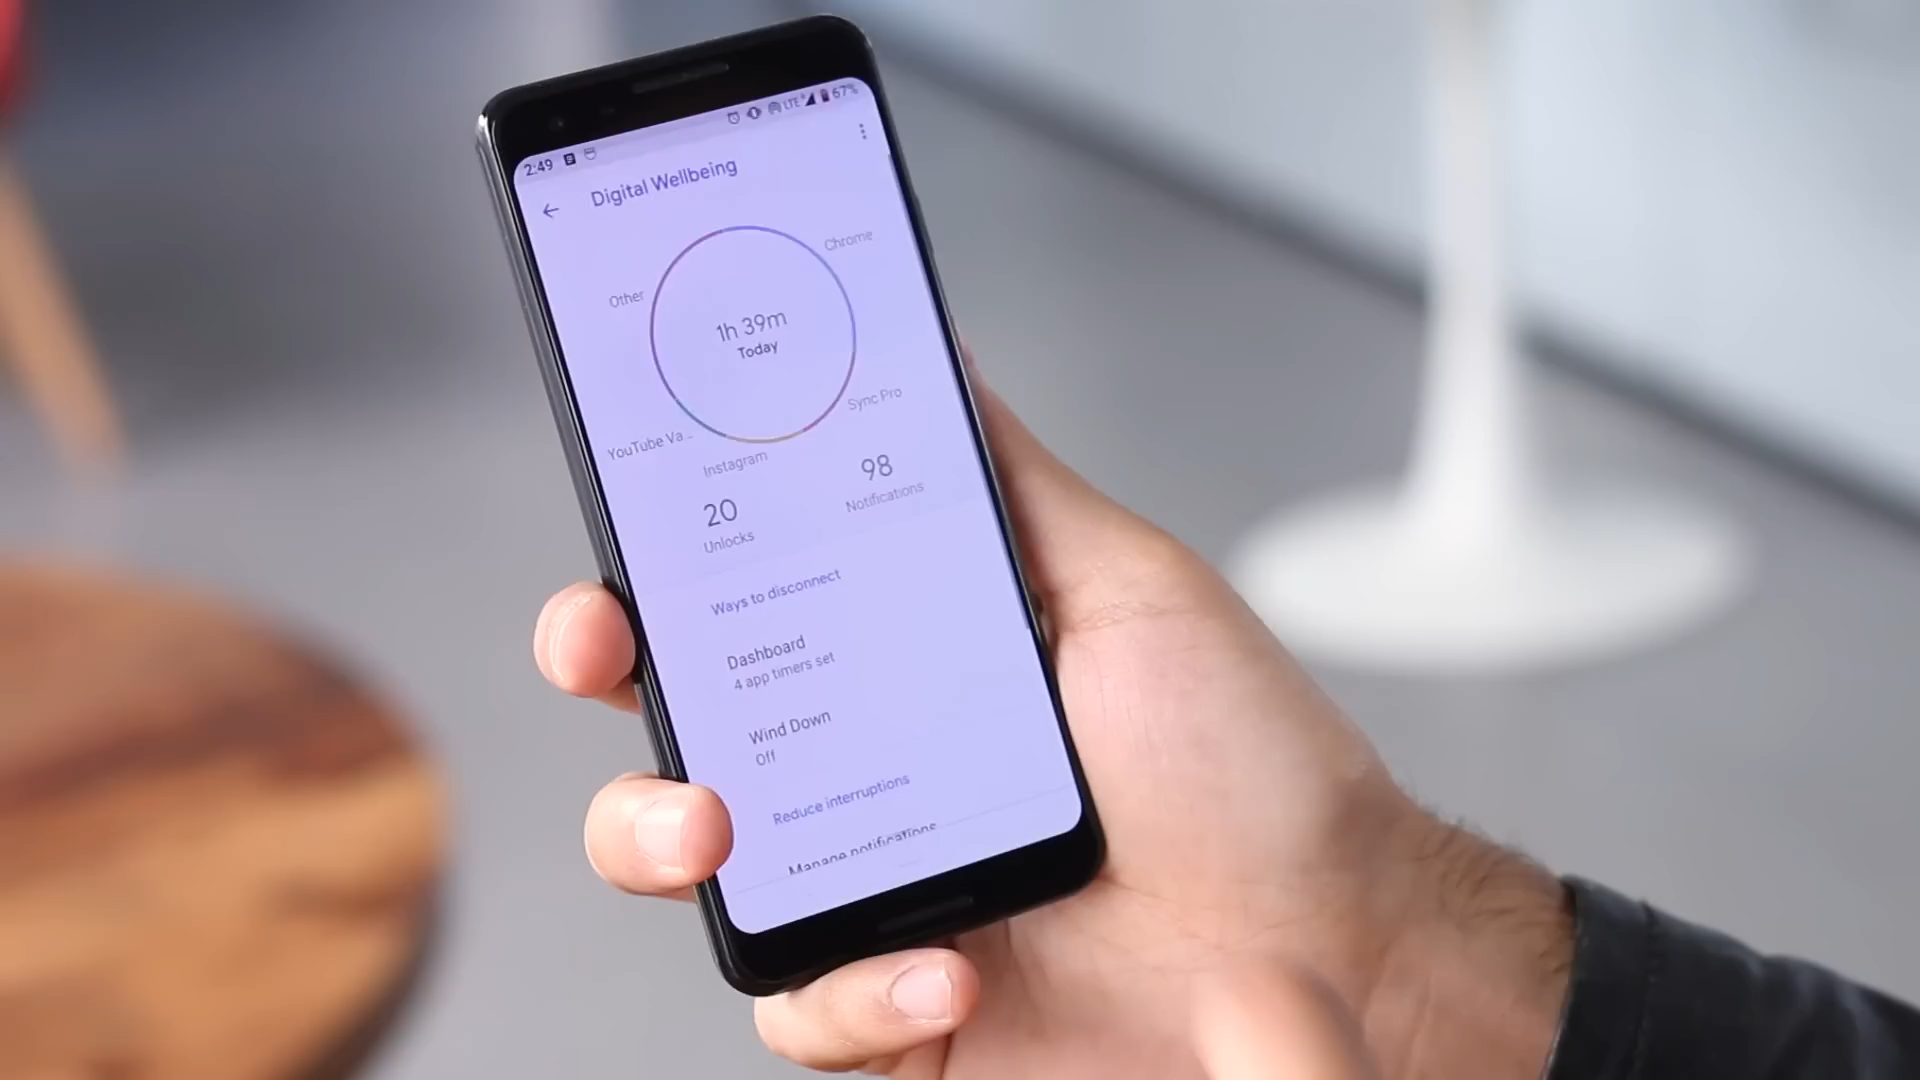 2:49 LTE 67%
Digital Wellbeing
Chrome
Other
1h 39m
Today
Sync Pro
YouTube Va...
Instagram
20
Unlocks
98
Notifications
Ways to disconnect
Dashboard
4 app timers set
Wind Down
Off
Reduce interruptions
Manage notifications